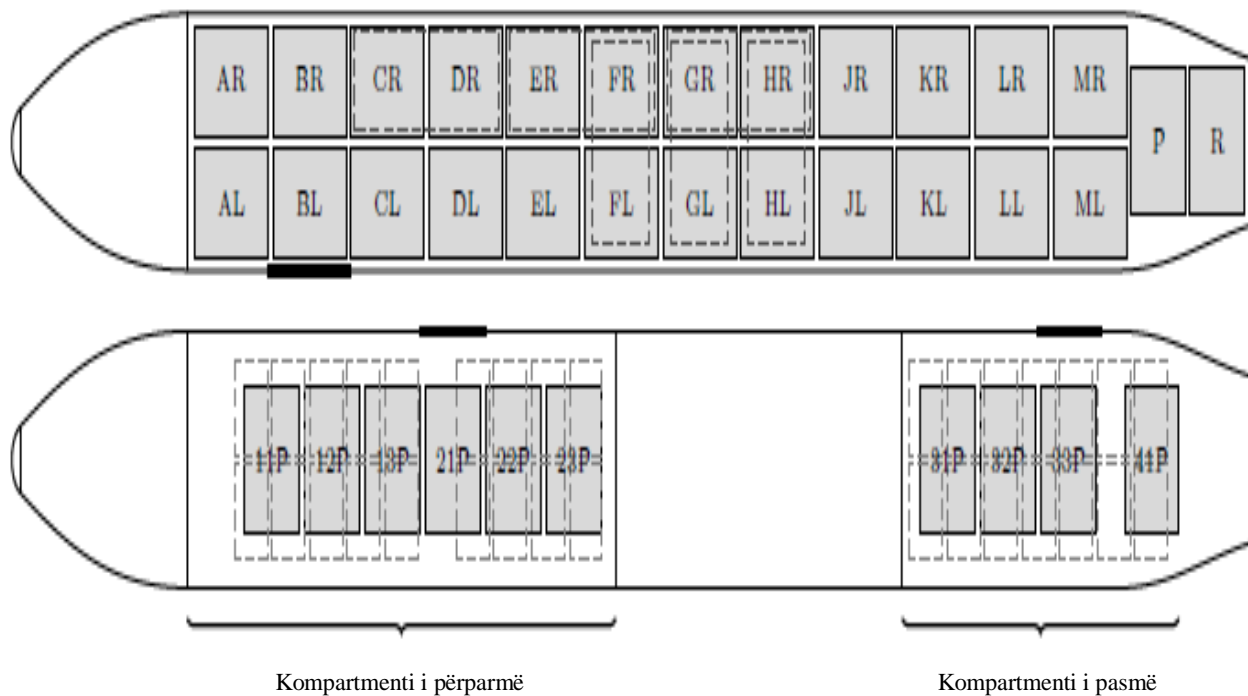 AR BR CR DR ER FR GR HR JR KR LR MR
P R
AL BL CL DL EL FL GL HL JL KL LL ML
11P 12P 13P 21P 22P 23P 31P 32P 33P 41P
Kompartmenti i përparmë Kompartmenti i pasmë